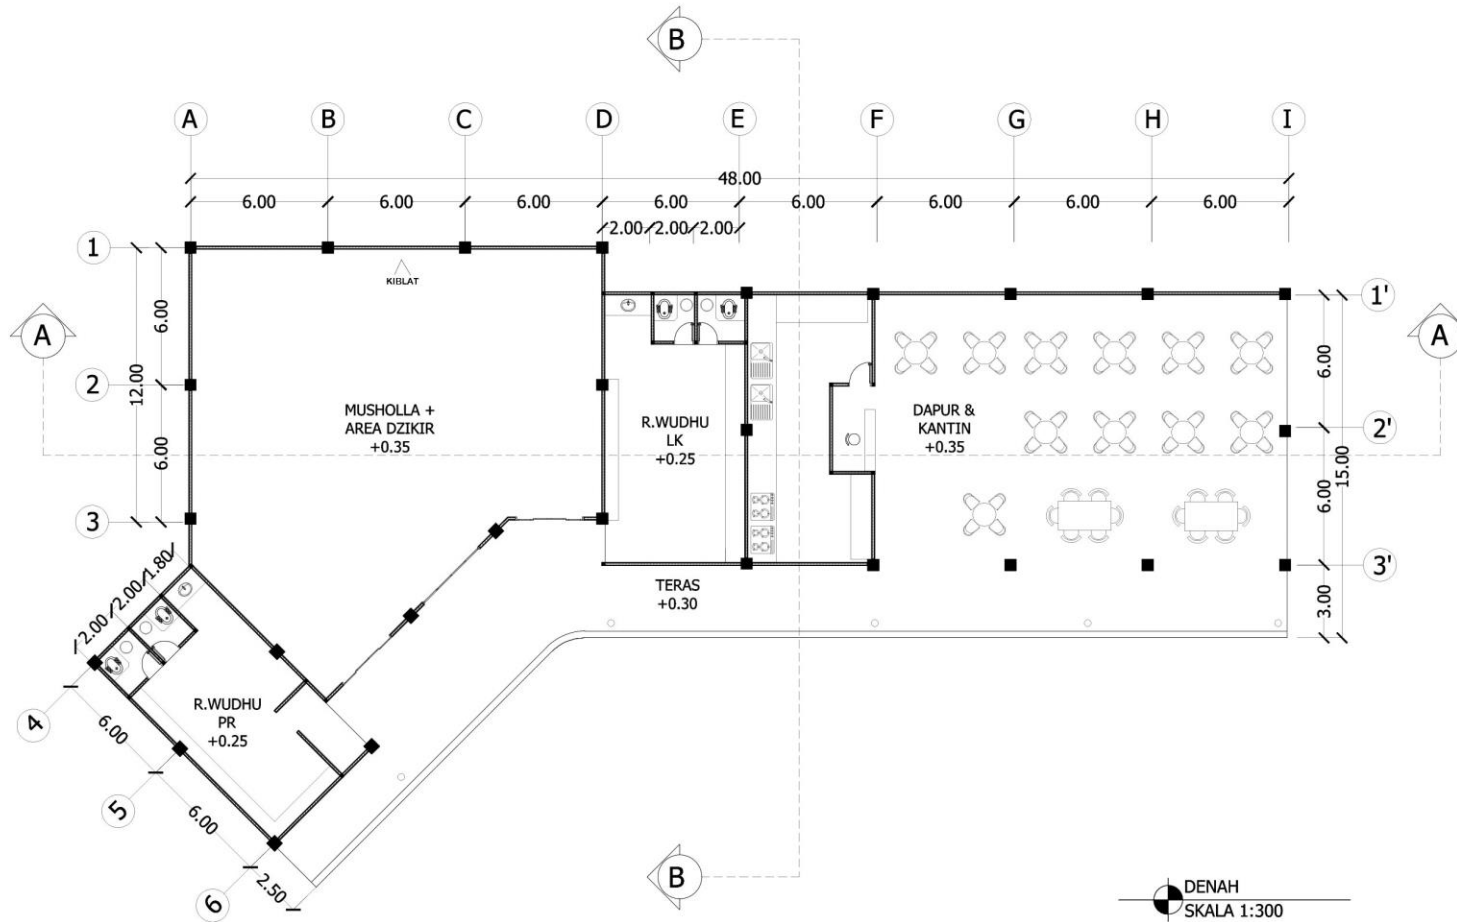 B
A
B
C
D
E
F
G
H
I
48.00
6.00
6.00
6.00
6.00
6.00
6.00
6.00
6.00
2.00
2.00
2.00
1
KIBLAT
1'
A
6.00
12.00
2
6.00
3
MUSHOLLA +
AREA DZIKIR
+0.35
R.WUDHU
LK
+0.25
DAPUR &
KANTIN
+0.35
6.00
A
2'
15.00
6.00
3'
3.00
TERAS
+0.30
1.80
2.00
2.00
R.WUDHU
PR
+0.25
4
6.00
5
6.00
6
2.50
B
DENAH
SKALA 1:300